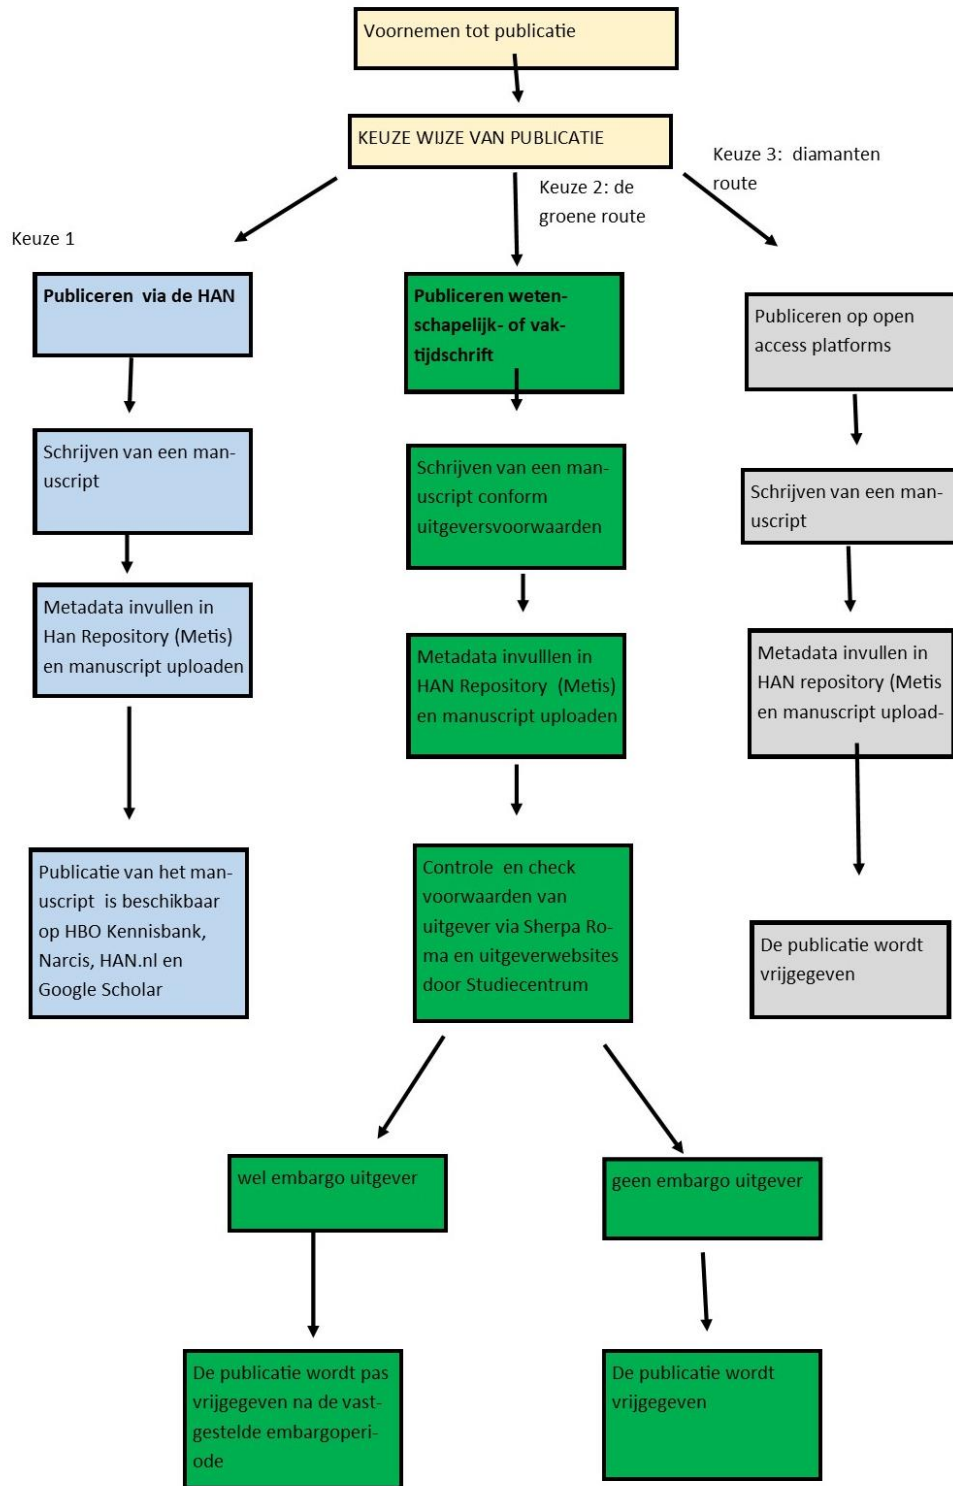 Voornemen tot publicatie
KEUZE WIJZE VAN PUBLICATIE
Keuze 3:  diamanten
route
Keuze 2: de
groene route
Keuze 1
Publiceren  via de HAN
Schrijven van een man-
uscript
Metadata invullen in
Han Repository (Metis)
en manuscript uploaden
Publicatie van het man-
uscript  is beschikbaar
op HBO Kennisbank,
Narcis, HAN.nl en
Google Scholar
Publiceren weten-
schapelijk- of vak-
tijdschrift
Schrijven van een man-
uscript conform
uitgeversvoorwaarden
Metadata invulllen in
HAN Repository  (Metis)
en manuscript uploaden
Controle  en check
voorwaarden van
uitgever via Sherpa Ro-
ma en uitgeverwebsites
door Studiecentrum
wel embargo uitgever
De publicatie wordt pas
vrijgegeven na de vast-
gestelde embargoperi-
ode
geen embargo uitgever
De publicatie wordt
vrijgegeven
Publiceren op open
access platforms
Schrijven van een man-
uscript
Metadata invullen in
HAN repository (Metis
en manuscript upload-
De publicatie wordt
vrijgegeven